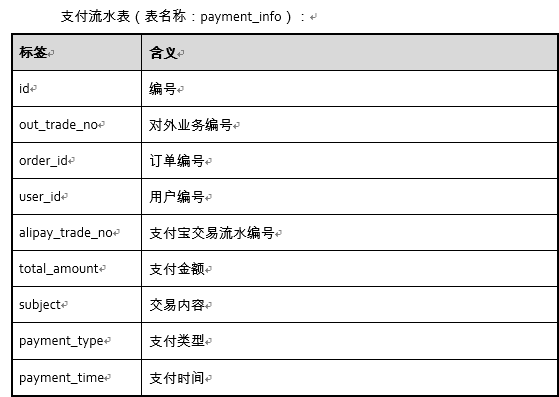 支付流水表（表名称：payment_info）：
标签 含义
id 编号
out_trade_no 对外业务编号
order_id 订单编号
user_id 用户编号
alipay_trade_no 支付宝交易流水编号
total_amount 支付金额
subject 交易内容
payment_type 支付类型
payment_time 支付时间